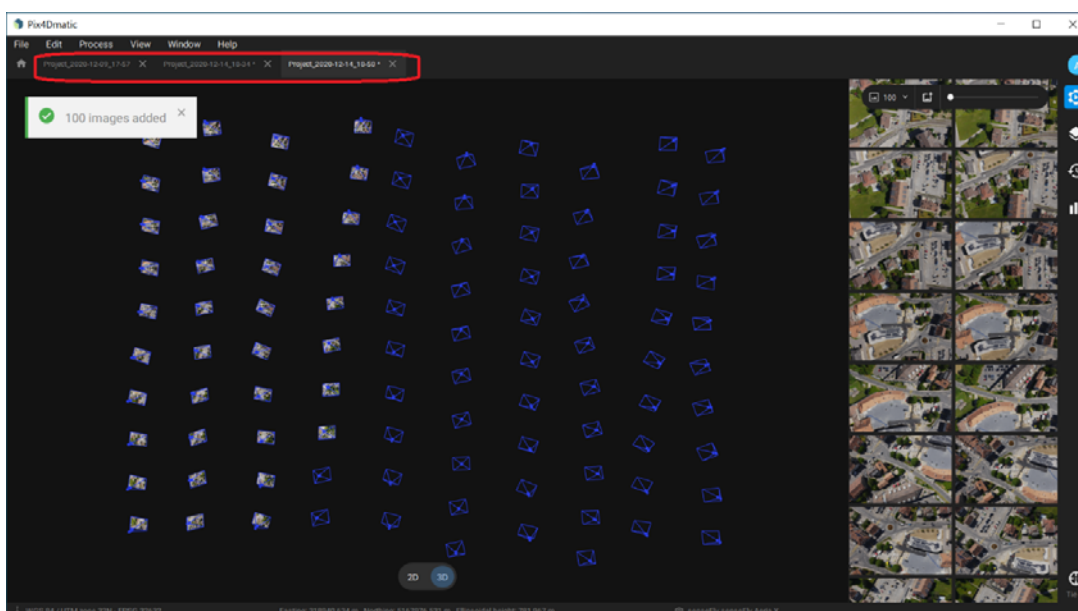 Pix4Dmatic
File Edit Process View Window Help
Project_2020-12-09_17-57 Project_2020-12-14_10-24 * Project_2020-12-14_10-50 *
100
100 images added
2D 3D